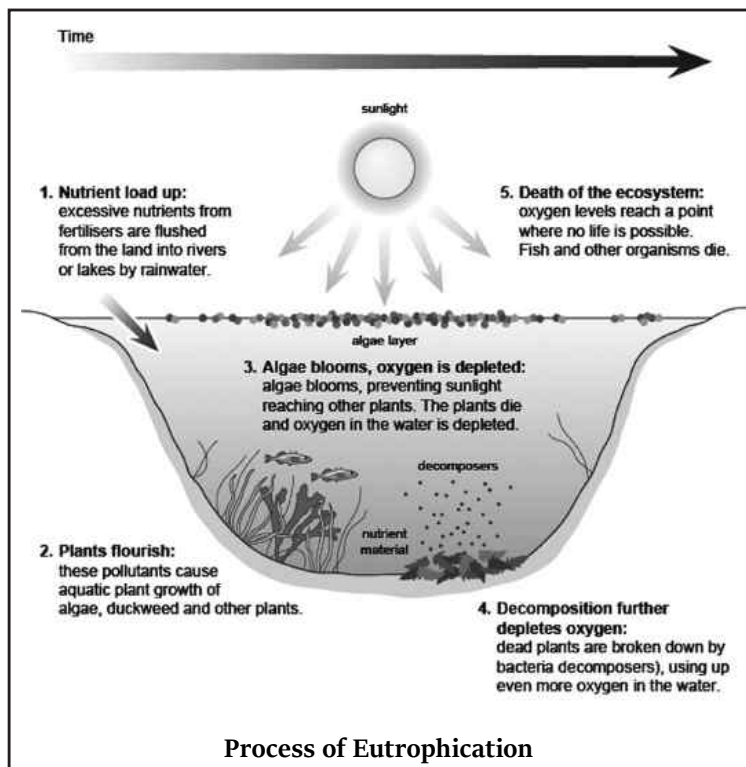 Time
sunlight
1. Nutrient load up:
excessive nutrients from
fertilisers are flushed
from the land into rivers
or lakes by rainwater.
5. Death of the ecosystem:
oxygen levels reach a point
where no life is possible.
Fish and other organisms die.
algae layer
3. Algae blooms, oxygen is depleted:
algae blooms, preventing sunlight
reaching other plants. The plants die
and oxygen in the water is depleted.
decomposers
nutrient
material
2. Plants flourish:
these pollutants cause
aquatic plant growth of
algae, duckweed and other plants.
4. Decomposition further
depletes oxygen:
dead plants are broken down by
bacteria decomposers), using up
even more oxygen in the water.
Process of Eutrophication